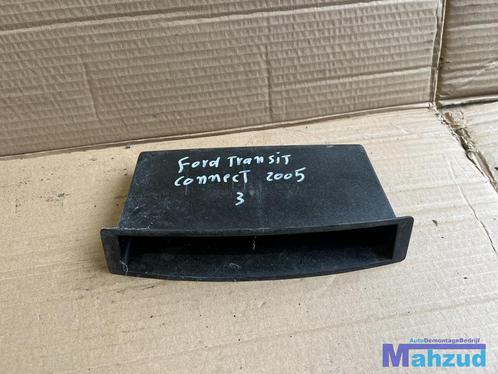 Ford Transit
connect 2005
3
AutoDemontageBedrijf
Mahzud